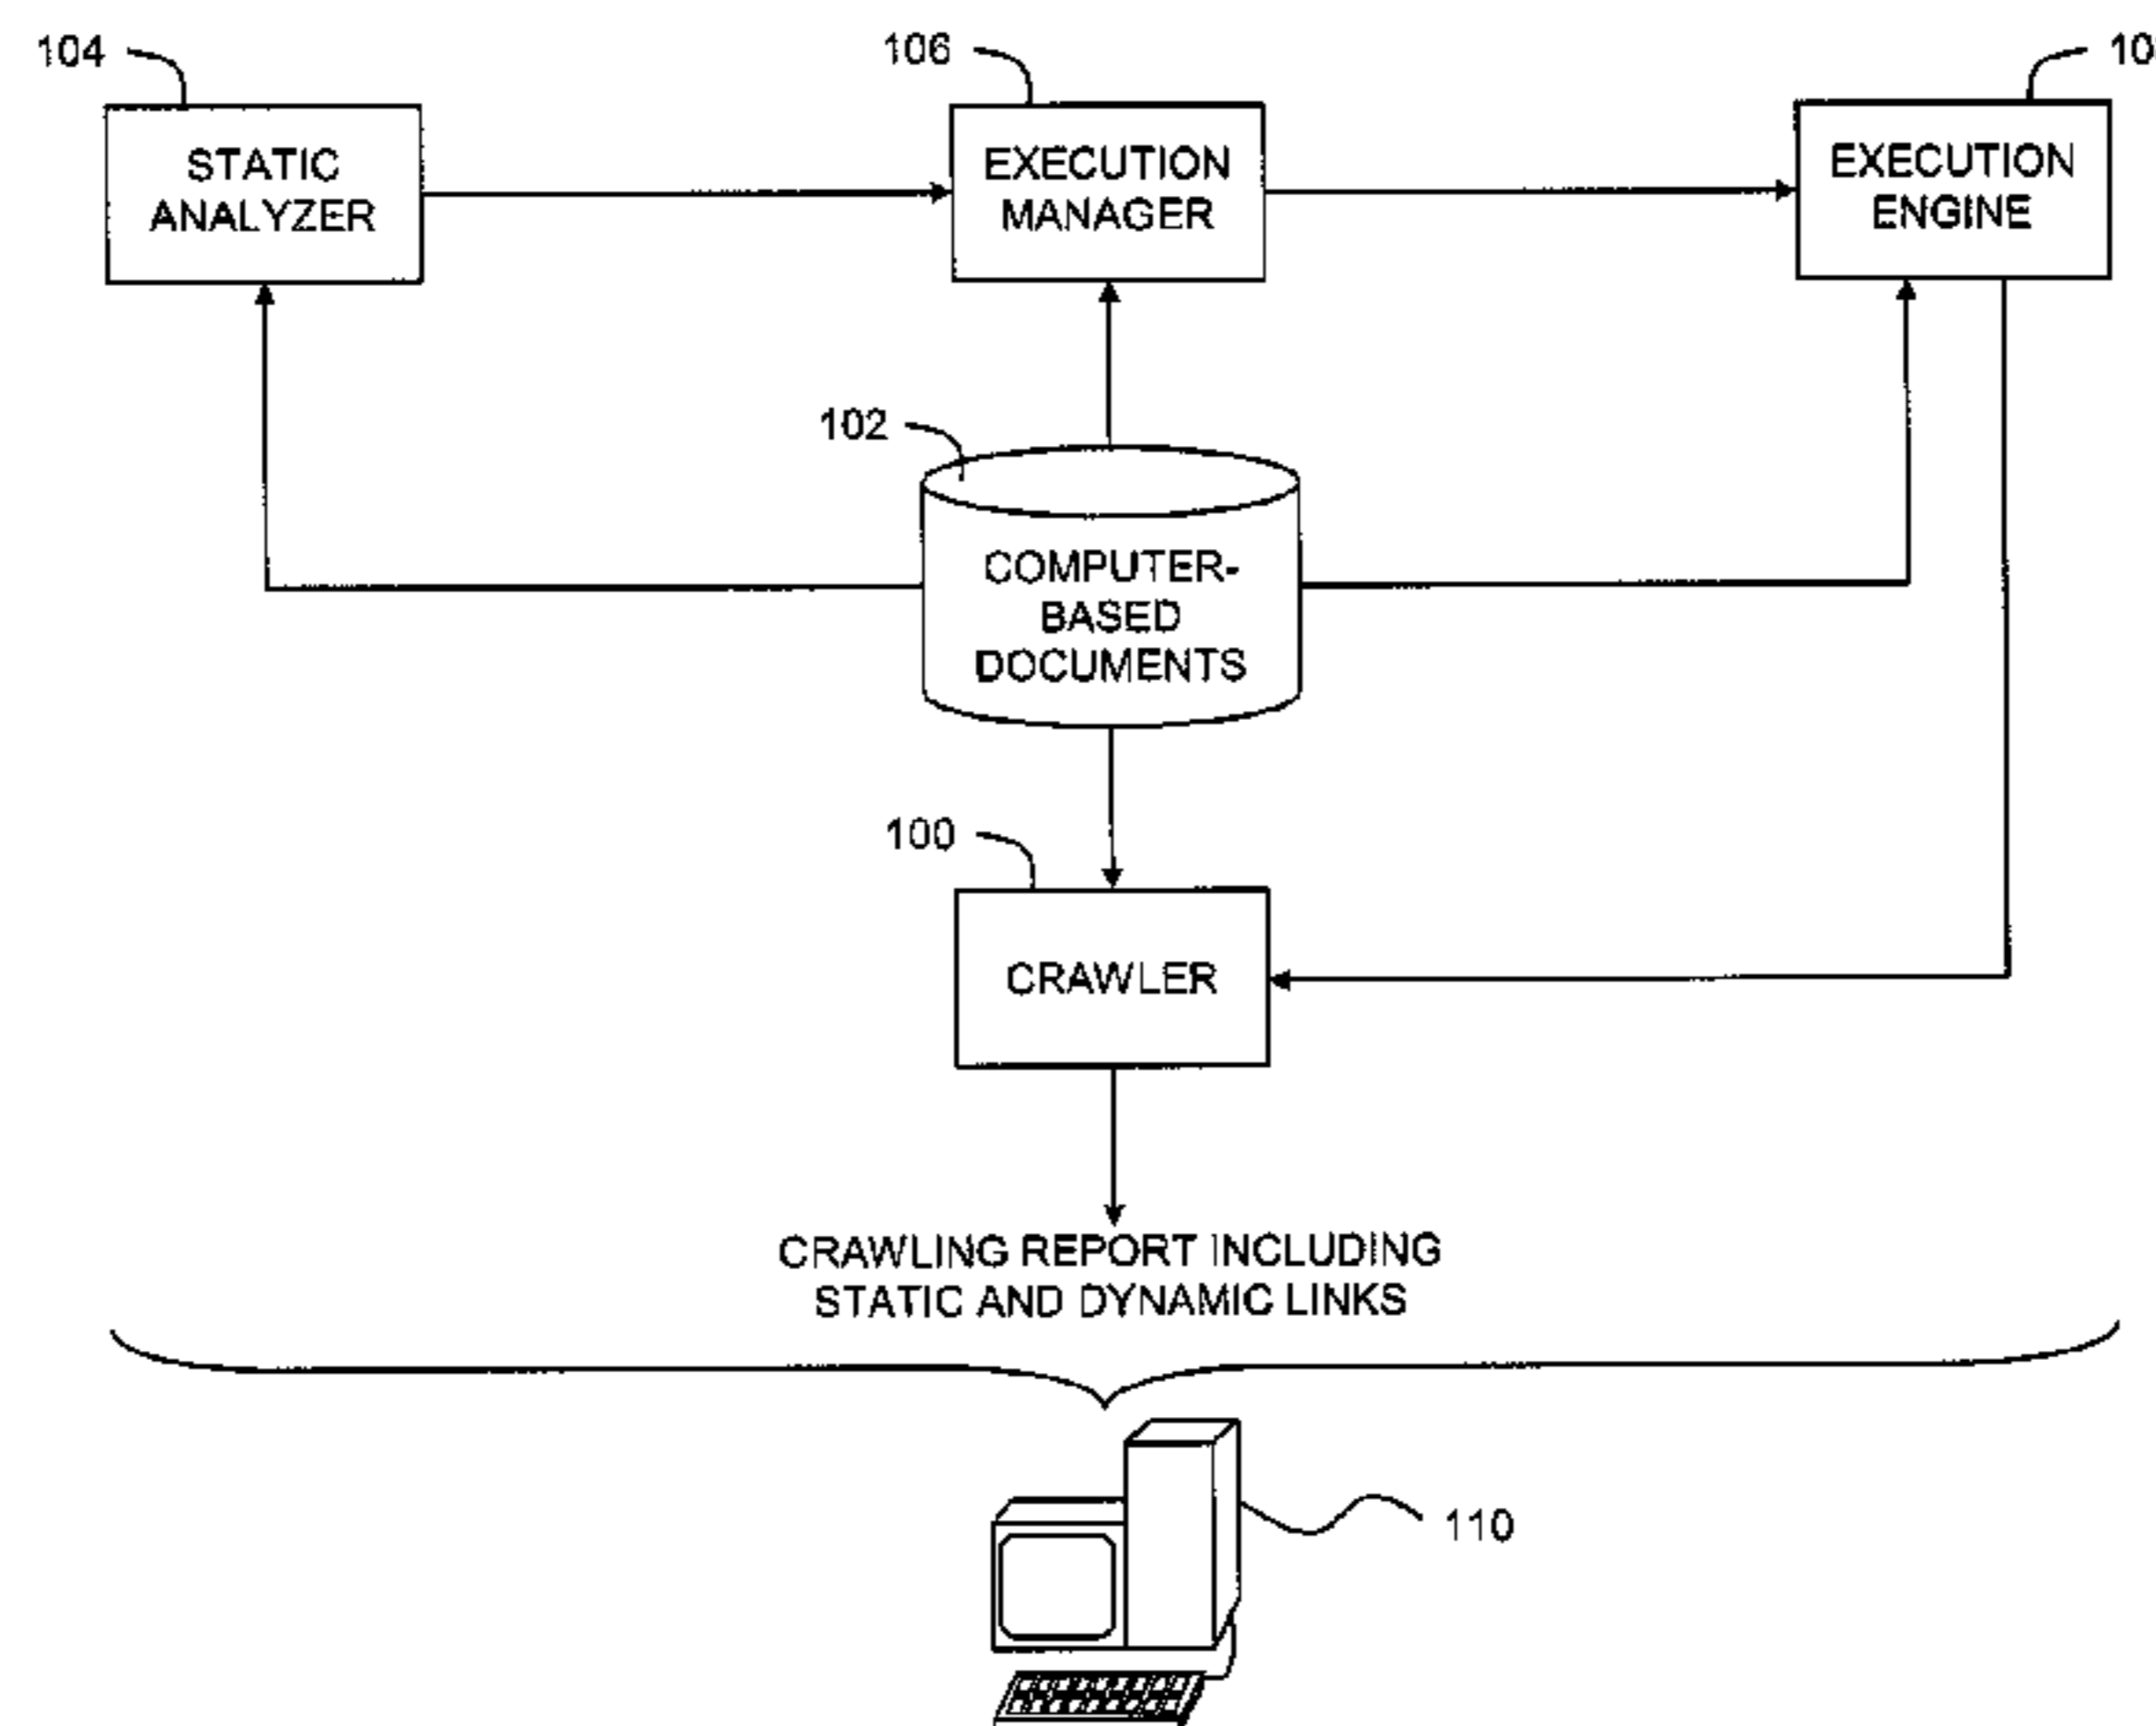 104
106
10
STATIC
ANALYZER
EXECUTION
MANAGER
EXECUTION
ENGINE
102
COMPUTER-
BASED
DOCUMENTS
100
CRAWLER
CRAWLING REPORT INCLUDING
STATIC AND DYNAMIC LINKS
110